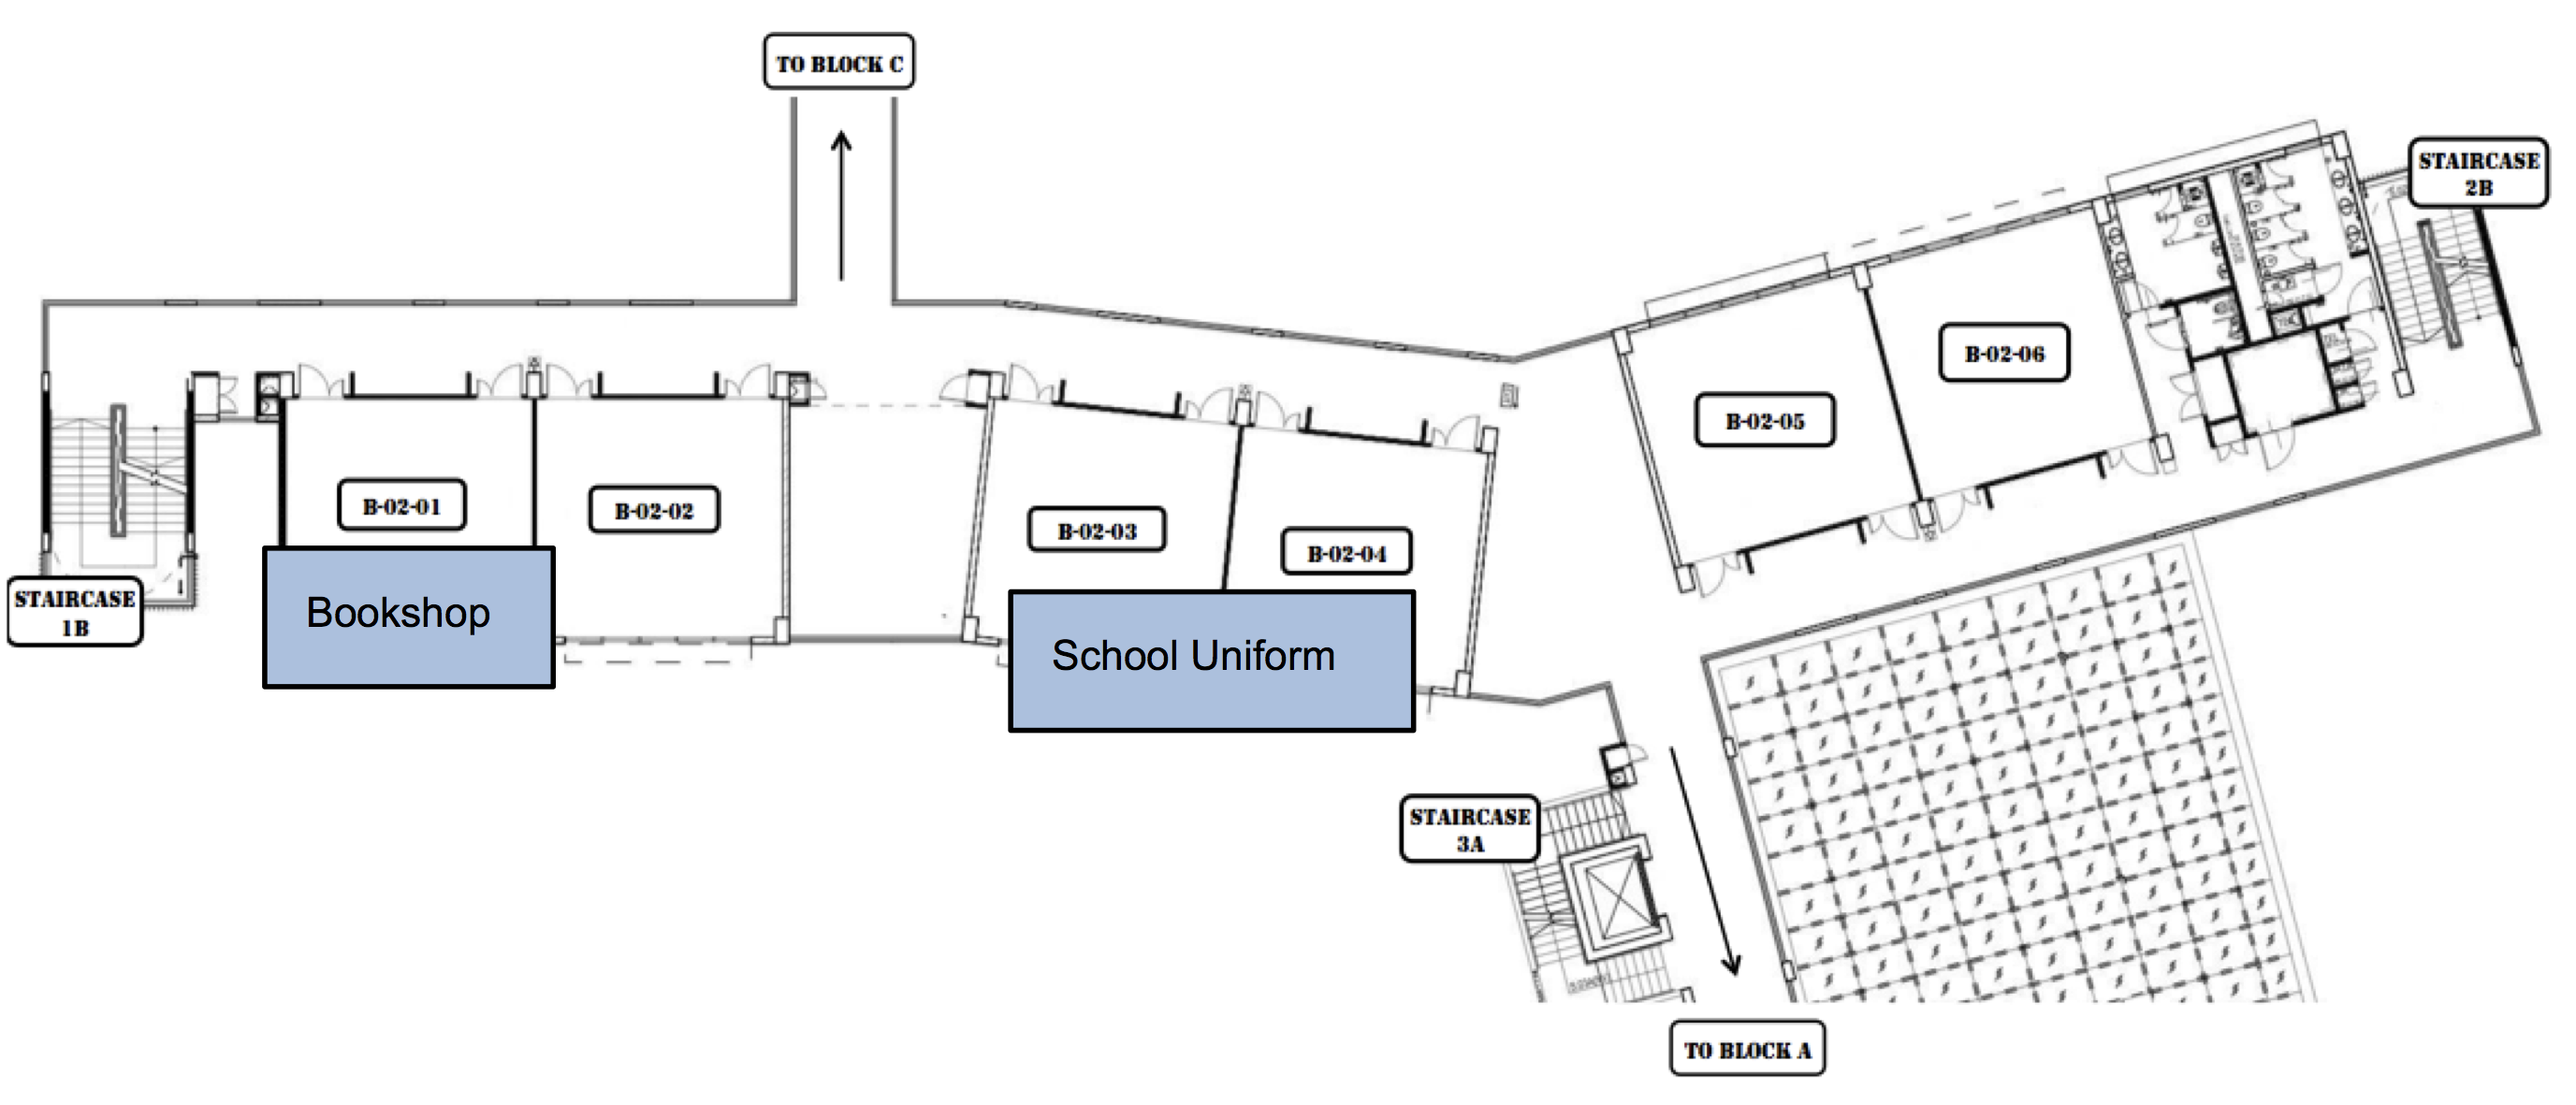 TO BLOCK C
STAIRCASE
2B
B-02-06
B-02-05
B-02-01
B-02-02
B-02-03
B-02-04
STAIRCASE
1B
Bookshop
School Uniform
STAIRCASE
3A
TO BLOCK A